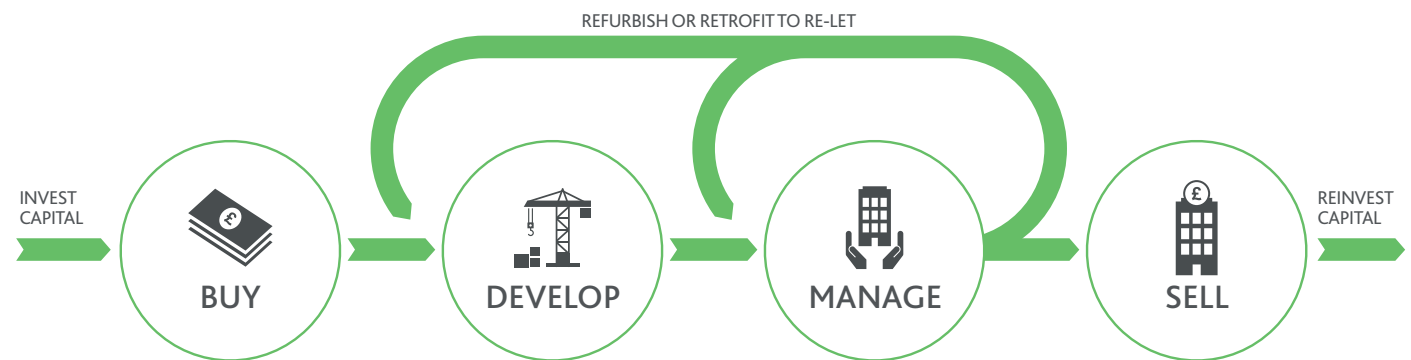 REFURBISH OR RETROFIT TO RE-LET
INVEST
CAPITAL
£
BUY
DEVELOP
MANAGE
£
SELL
REINVEST
CAPITAL